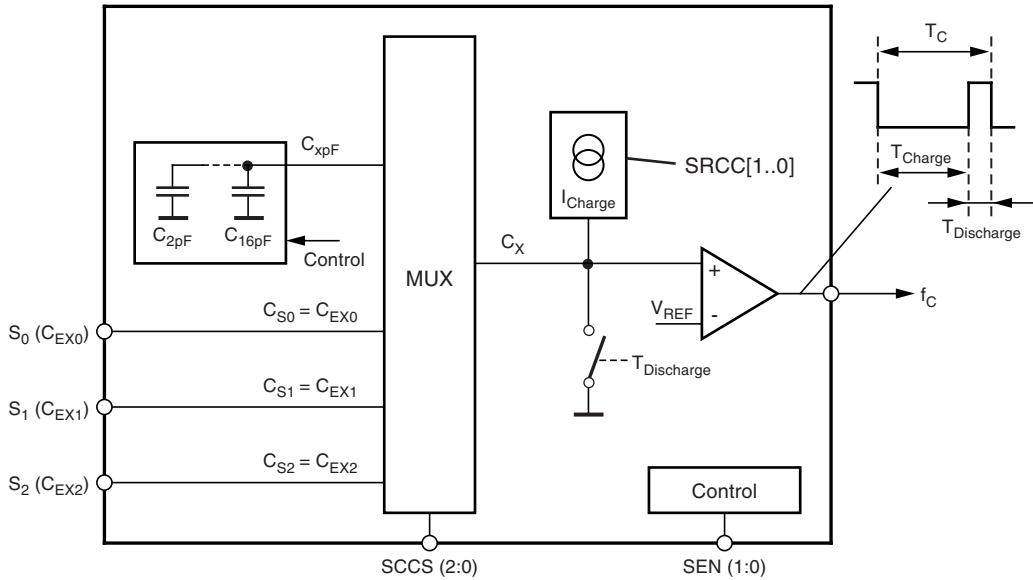 T_C
C_xpF
SRCC[1..0]
T_Charge
I_Charge
C_2pF
C_16pF
T_Discharge
Control
C_X
MUX
+
f_C
C_S0 = C_EX0
V_REF
-
S_0 (C_EX0)
T_Discharge
C_S1 = C_EX1
S_1 (C_EX1)
C_S2 = C_EX2
S_2 (C_EX2)
Control
SCCS (2:0)
SEN (1:0)